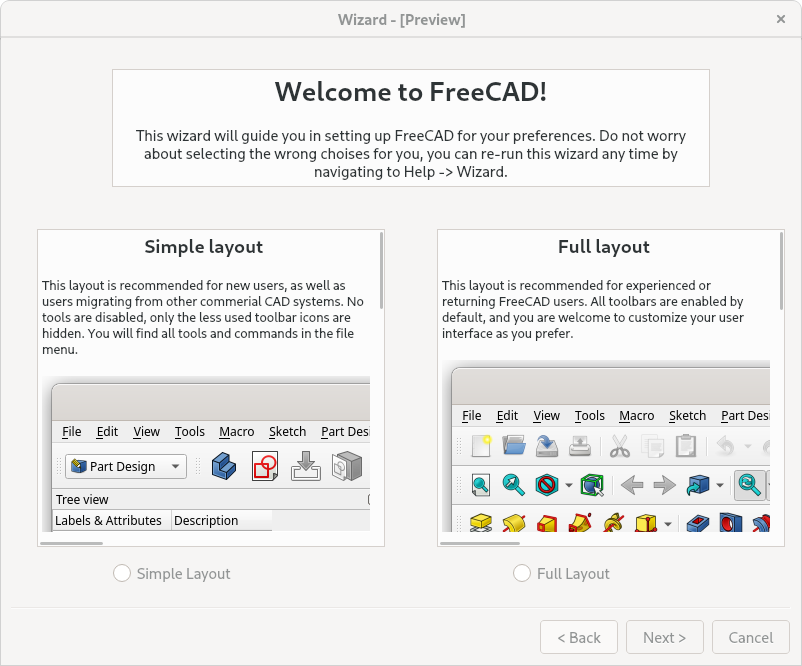 Wizard - [Preview]
Welcome to FreeCAD!
This wizard will guide you in setting up FreeCAD for your preferences. Do not worry
about selecting the wrong choises for you, you can re-run this wizard any time by
navigating to Help -> Wizard.
Simple layout
This layout is recommended for new users, as well as
users migrating from other commerial CAD systems. No
tools are disabled, only the less used toolbar icons are
hidden. You will find all tools and commands in the file
menu.
File Edit View Tools Macro Sketch Part Des
Part Design
Tree view
Labels & Attributes Description
Simple Layout
Full layout
This layout is recommended for experienced or
returning FreeCAD users. All toolbars are enabled by
default, and you are welcome to customize your user
interface as you prefer.
File Edit View Tools Macro Sketch Part Desi
Full Layout
< Back Next > Cancel